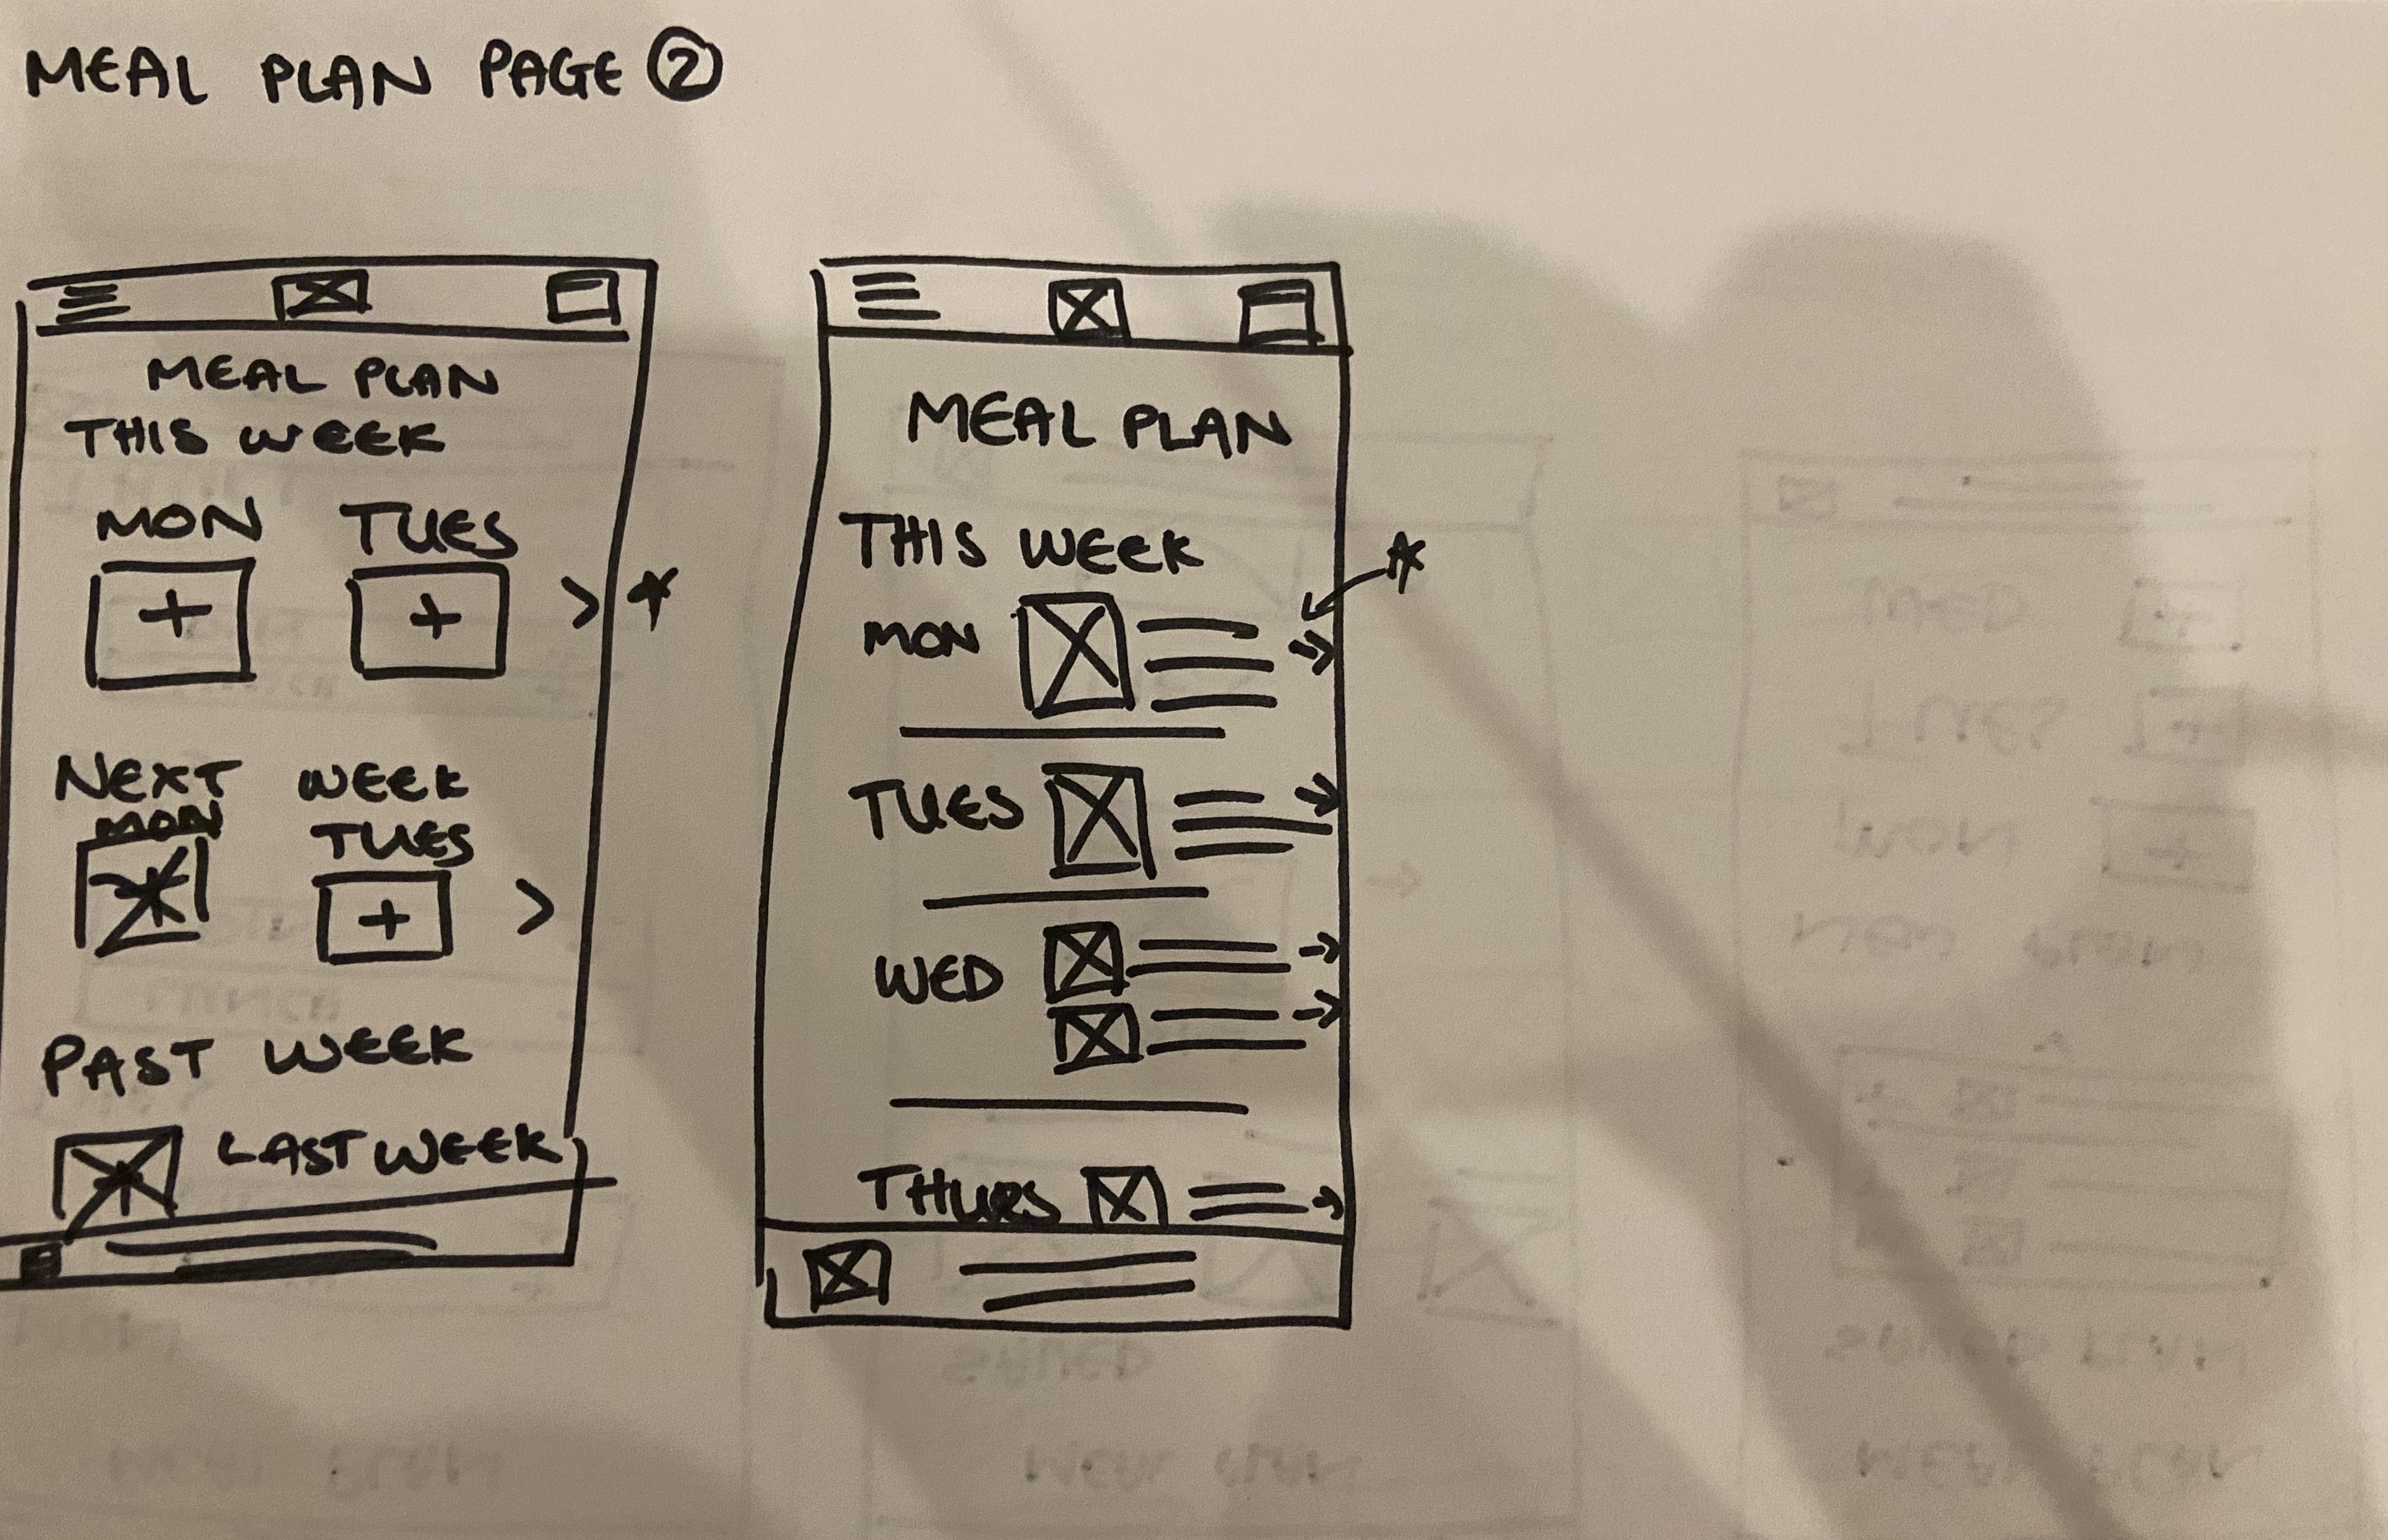 MEAL PLAN PAGE ②
MEAL PLAN
THIS WEEK
MON TUES
+ +
>
NEXT WEEK
MON TUES
+
>
PAST WEEK
LAST WEEK
MEAL PLAN
THIS WEEK
MON
TUES
WED
THURS